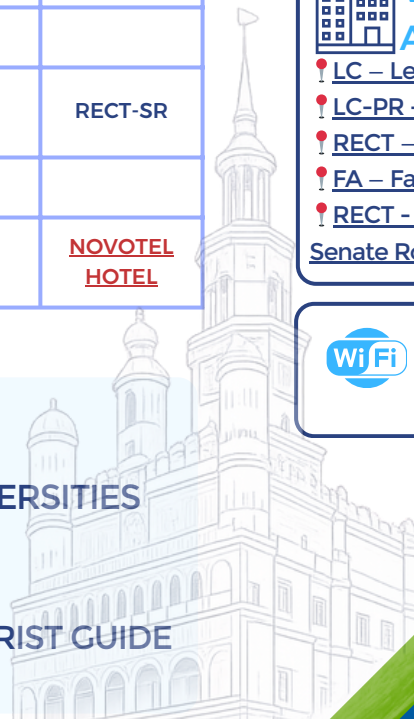 RECT-SR
NOVOTEL
HOTEL
ERSITIES
RIST GUIDE
A
LC – Le
LC-PR -
RECT –
FA – Fa
RECT -
Senate Ro
Wi Fi